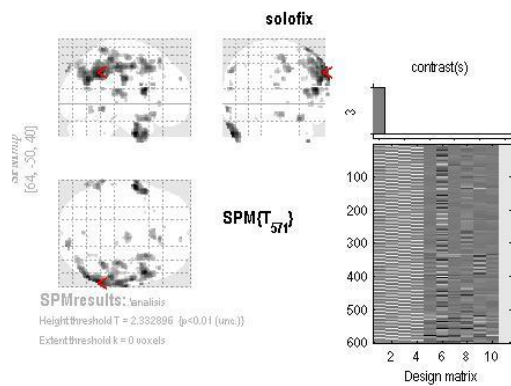 solofix
contrast(s)
3
[64, -50, 40]
SPM{T571}
SPMresults: .\analisis
Height threshold T = 2.332896 {p<0.01 (unc.)}
Extent threshold k = 0 voxels
100
200
300
400
500
600
2 4 6 8 10
Design matrix